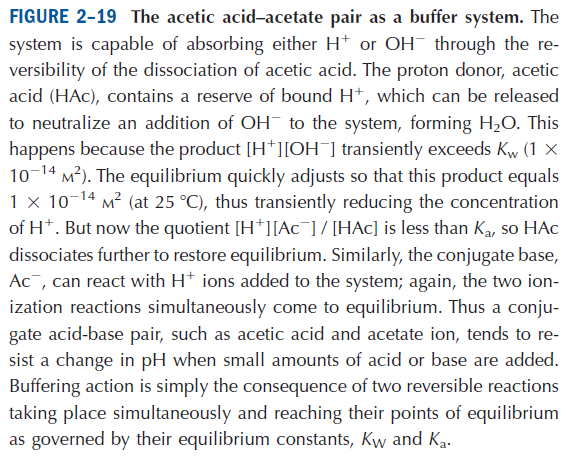 FIGURE 2–19 The acetic acid–acetate pair as a buffer system. The
system is capable of absorbing either H⁺ or OH⁻ through the re-
versibility of the dissociation of acetic acid. The proton donor, acetic
acid (HAc), contains a reserve of bound H⁺, which can be released
to neutralize an addition of OH⁻ to the system, forming H₂O. This
happens because the product [H⁺][OH⁻] transiently exceeds Kw (1 ×
10⁻¹⁴ M²). The equilibrium quickly adjusts so that this product equals
1 × 10⁻¹⁴ M² (at 25 °C), thus transiently reducing the concentration
of H⁺. But now the quotient [H⁺][Ac⁻] / [HAc] is less than Kₐ, so HAc
dissociates further to restore equilibrium. Similarly, the conjugate base,
Ac⁻, can react with H⁺ ions added to the system; again, the two ion-
ization reactions simultaneously come to equilibrium. Thus a conju-
gate acid-base pair, such as acetic acid and acetate ion, tends to re-
sist a change in pH when small amounts of acid or base are added.
Buffering action is simply the consequence of two reversible reactions
taking place simultaneously and reaching their points of equilibrium
as governed by their equilibrium constants, KW and Kₐ.